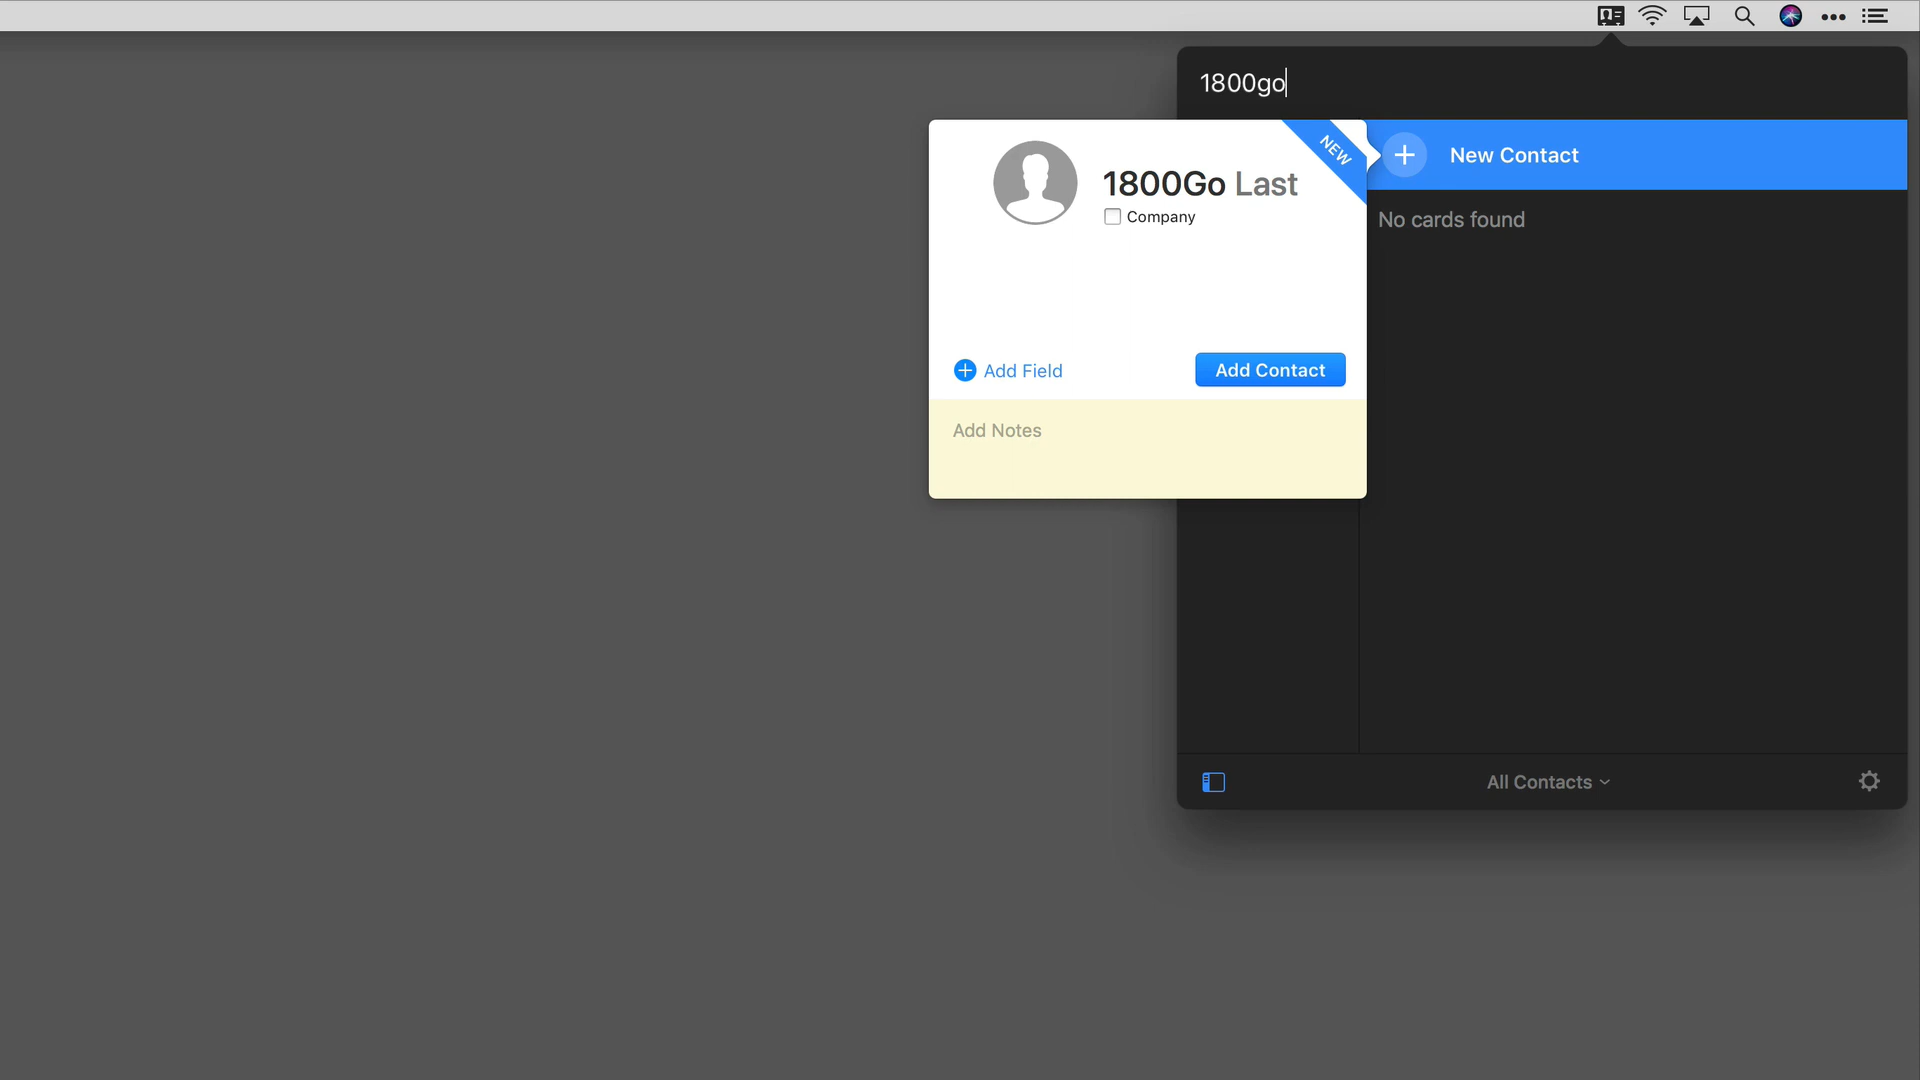 1800go
NEW
New Contact
1800Go Last
Company
No cards found
Add Field
Add Contact
Add Notes
All Contacts